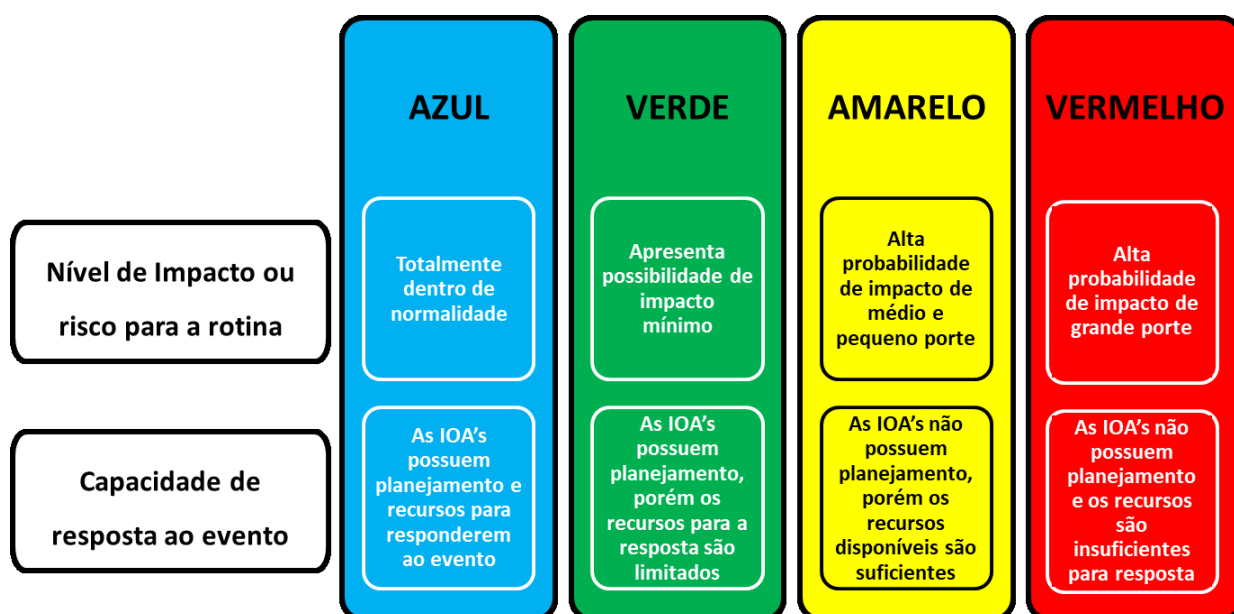 AZUL
VERDE
AMARELO
VERMELHO
Nível de Impacto ou
risco para a rotina
Totalmente
dentro de
normalidade
Apresenta
possibilidade de
impacto
mínimo
Alta
probabilidade
de impacto de
médio e
pequeno porte
Alta
probabilidade
de impacto de
grande porte
Capacidade de
resposta ao evento
As IOA's
possuem
planejamento e
recursos para
responderem
ao evento
As IOA's
possuem
planejamento,
porém os
recursos para a
resposta são
limitados
As IOA's não
possuem
planejamento,
porém os
recursos
disponíveis são
suficientes
As IOA's não
possuem
planejamento
e os recursos
são
insuficientes
para resposta